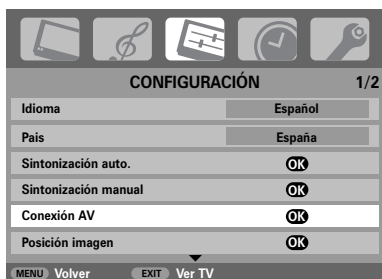 CONFIGURACIÓN 1/2
Idioma Español
Pais España
Sintonización auto. OK
Sintonización manual OK
Conexión AV OK
Posición imagen OK
MENU Volver EXIT Ver TV